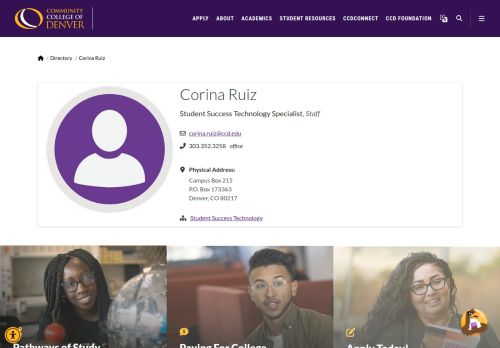 COMMUNITY
COLLEGE OF
DENVER
APPLY ABOUT ACADEMICS STUDENT RESOURCES CCDCONNECT CCD FOUNDATION
/ Directory / Corina Ruiz
Corina Ruiz
Student Success Technology Specialist, Staff
corina.ruiz@ccd.edu
303.352.3258 office
Physical Address:
Campus Box 215
P.O. Box 173363
Denver, CO 80217
Student Success Technology
Pathways of Study
Paying For College
Apply Today!